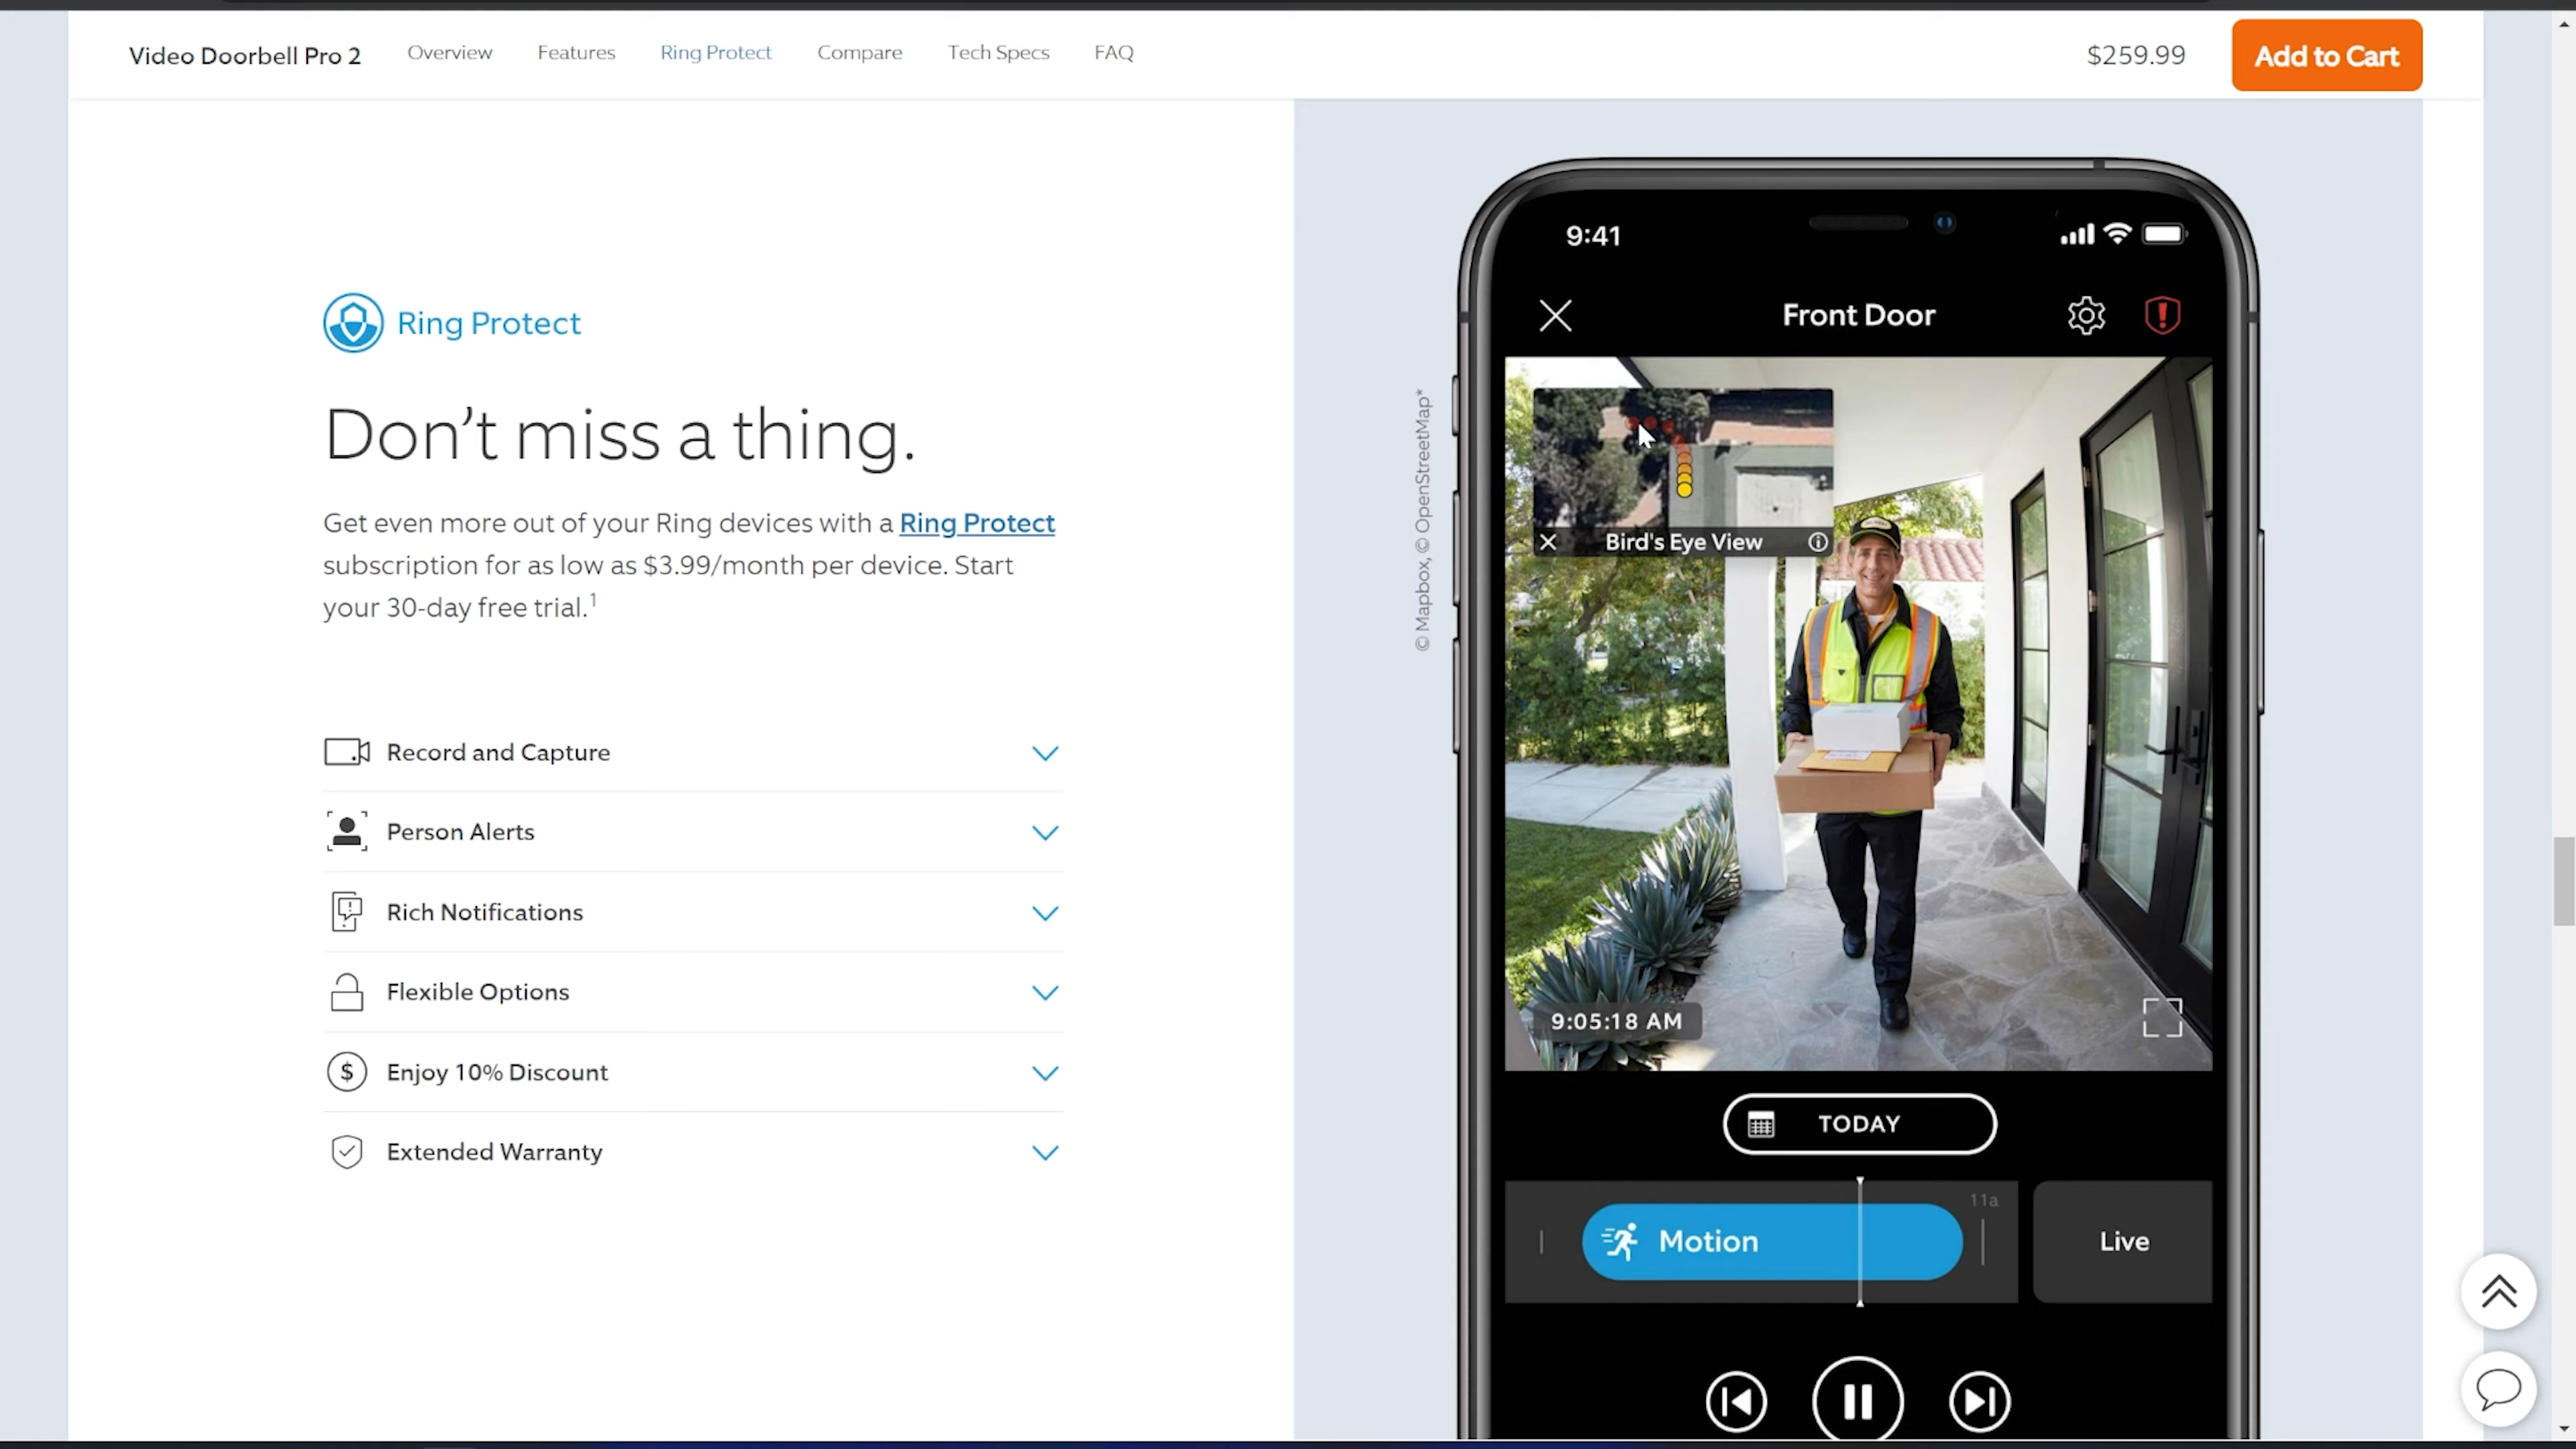 Video Doorbell Pro 2
Overview
Features
Ring Protect
Compare
Tech Specs
FAQ
$259.99
Add to Cart
Ring Protect
Don't miss a thing.
Get even more out of your Ring devices with a Ring Protect
subscription for as low as $3.99/month per device. Start
your 30-day free trial.1
Record and Capture
Person Alerts
Rich Notifications
Flexible Options
Enjoy 10% Discount
Extended Warranty
© Mapbox, © OpenStreetMap*
9:41
Front Door
Bird's Eye View
9:05:18 AM
TODAY
11a
Motion
Live